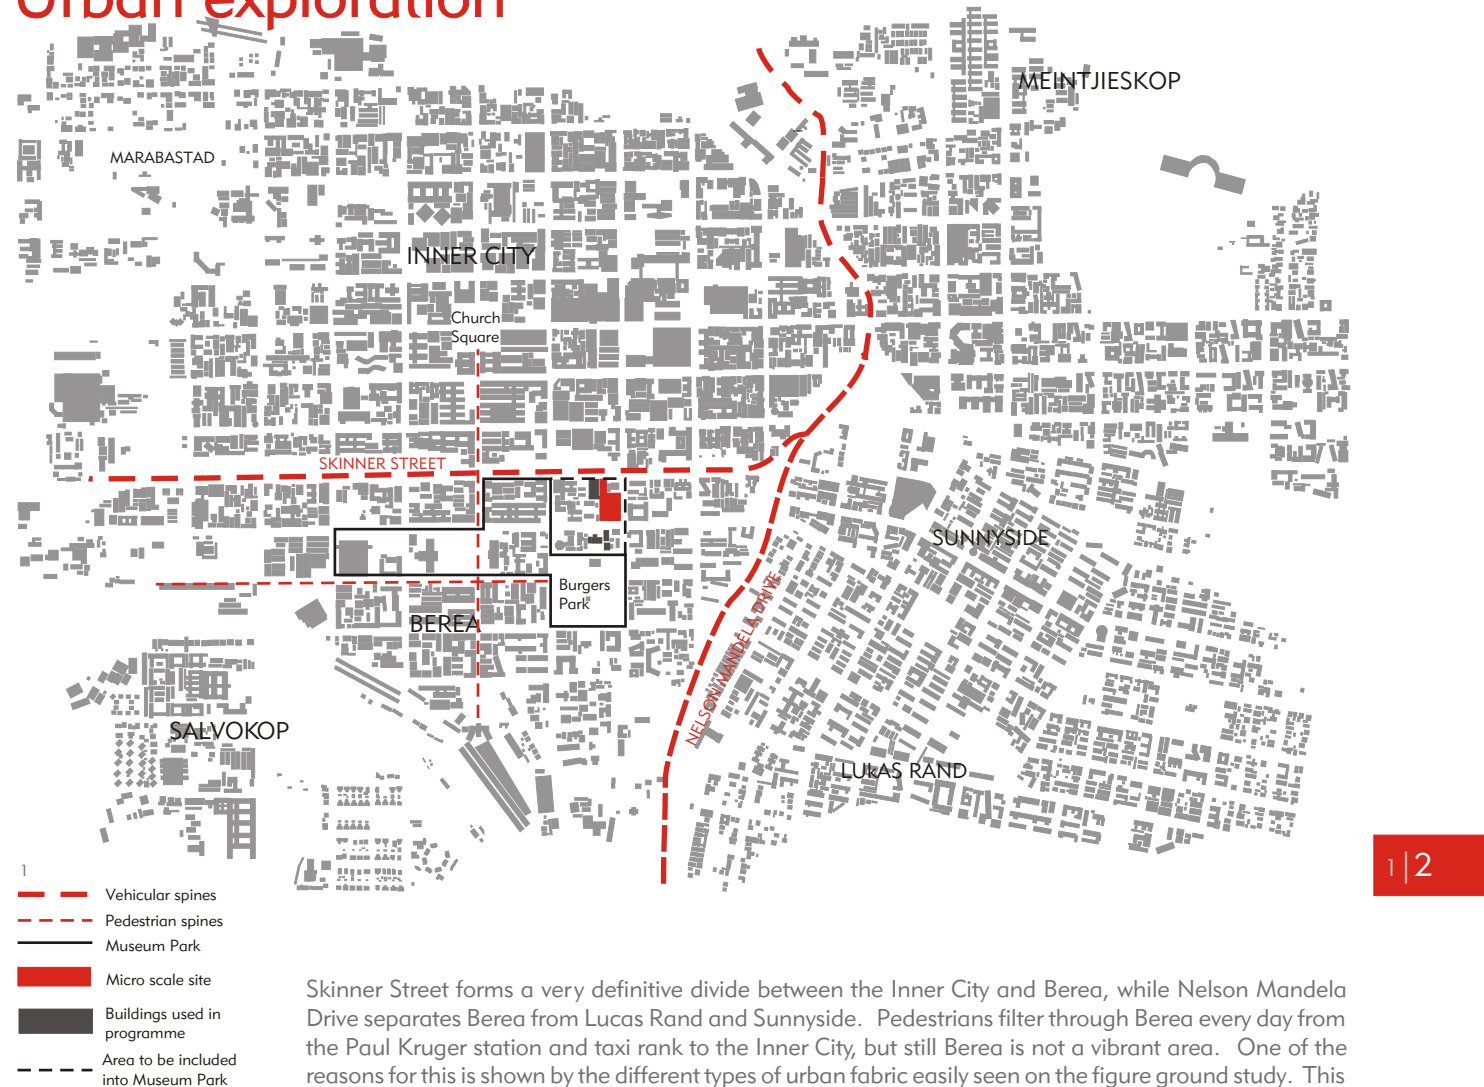 Urban exploration
MEINTJIESKOP
MARABASTAD
INNER CITY
Church
Square
SKINNER STREET
SUNNYSIDE
Burgers
Park
BEREA
NELSON MANDELA DRIVE
SALVOKOP
LUkAS RAND
1
1|2
Vehicular spines
Pedestrian spines
Museum Park
Micro scale site
Buildings used in
programme
Area to be included
into Museum Park
Skinner Street forms a very definitive divide between the Inner City and Berea, while Nelson Mandela
Drive separates Berea from Lucas Rand and Sunnyside. Pedestrians filter through Berea every day from
the Paul Kruger station and taxi rank to the Inner City, but still Berea is not a vibrant area. One of the
reasons for this is shown by the different types of urban fabric easily seen on the figure ground study. This